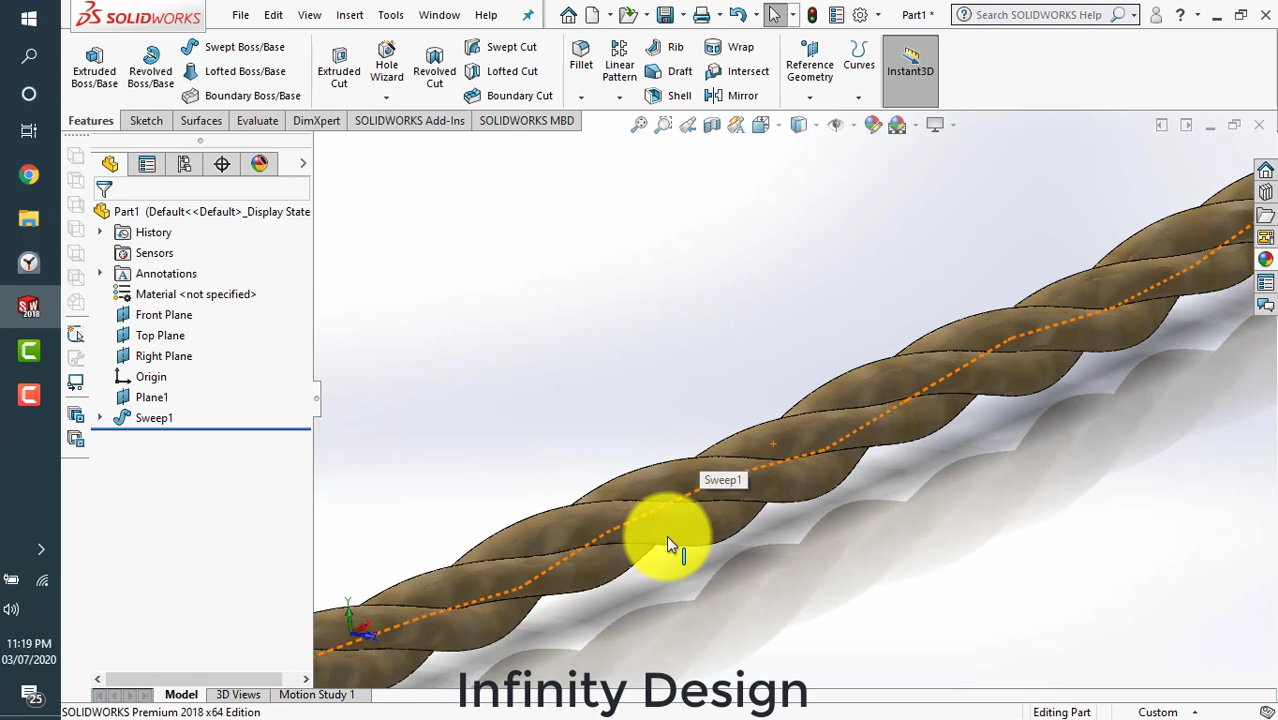 SOLIDWORKS
File Edit View Insert Tools Window Help
Part1 *
Search SOLIDWORKS Help
Extruded Boss/Base
Revolved Boss/Base
Swept Boss/Base
Lofted Boss/Base
Boundary Boss/Base
Extruded Cut
Hole Wizard
Revolved Cut
Swept Cut
Lofted Cut
Boundary Cut
Fillet
Linear Pattern
Rib
Draft
Shell
Wrap
Intersect
Mirror
Reference Geometry
Curves
Instant3D
Features Sketch Surfaces Evaluate DimXpert SOLIDWORKS Add-Ins SOLIDWORKS MBD
Part1 (Default<<Default>_Display State
History
Sensors
Annotations
Material <not specified>
Front Plane
Top Plane
Right Plane
Origin
Plane1
Sweep1
Sweep1
Y
SW
2018
11:19 PM
03/07/2020
25
Model 3D Views Motion Study 1
Infinity Design
SOLIDWORKS Premium 2018 x64 Edition
Editing Part
Custom